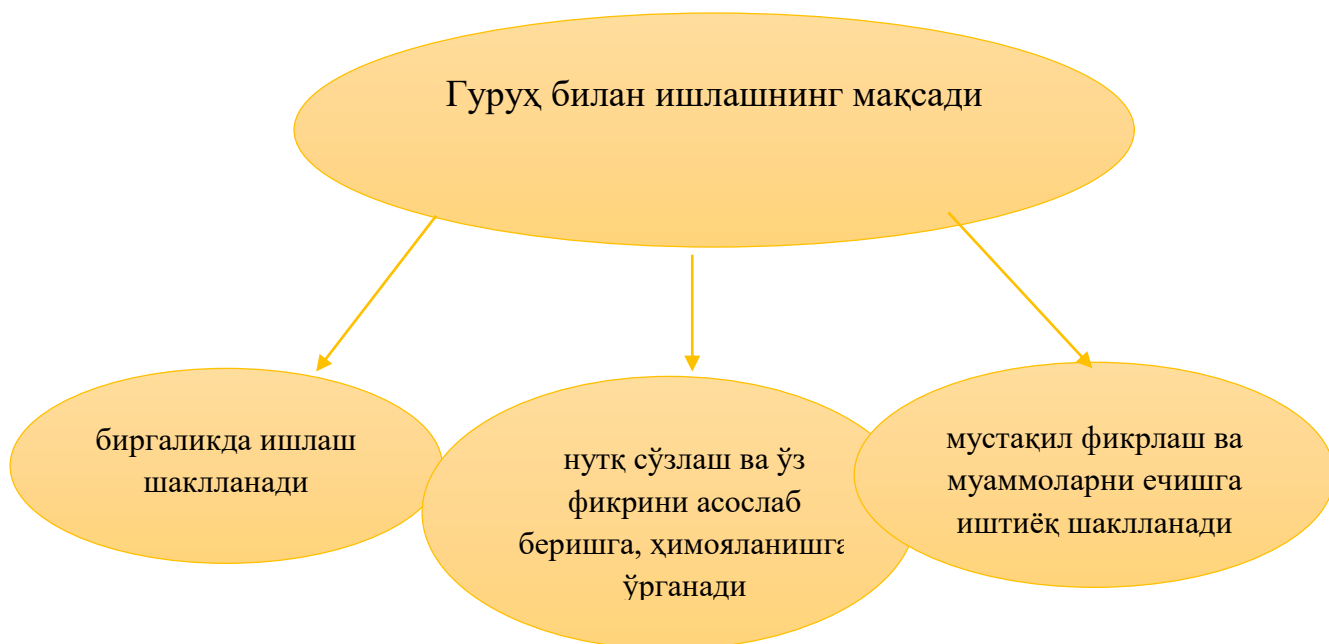 Гуруҳ билан ишлашнинг мақсади
биргаликда ишлаш
шаклланади
нутқ сўзлаш ва ўз
фикрини асослаб
беришга, ҳимояланишга
ўрганади
мустақил фикрлаш ва
муаммоларни ечишга
иштиёқ шаклланади